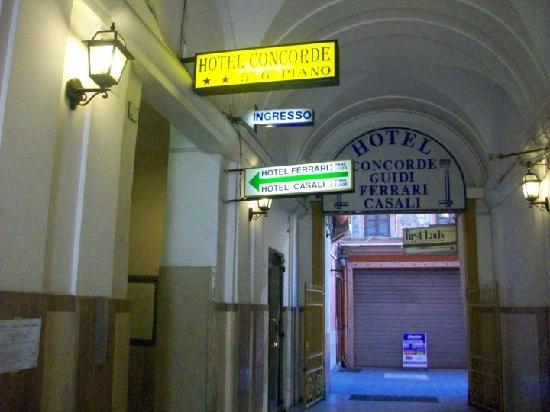 HOTEL CONCORDE
★★ 5° 6° PIANO
INGRESSO
HOTEL FERRARI
HOTEL CASALI
HOTEL
CONCORDE
GUIDI
FERRARI
CASALI
First Lady